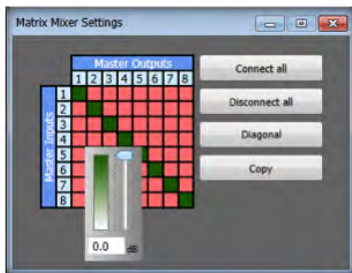 Matrix Mixer Settings
Master Outputs
1 2 3 4 5 6 7 8
Master Inputs
1
2
3
4
5
6
7
8
0.0 dB
Connect all
Disconnect all
Diagonal
Copy